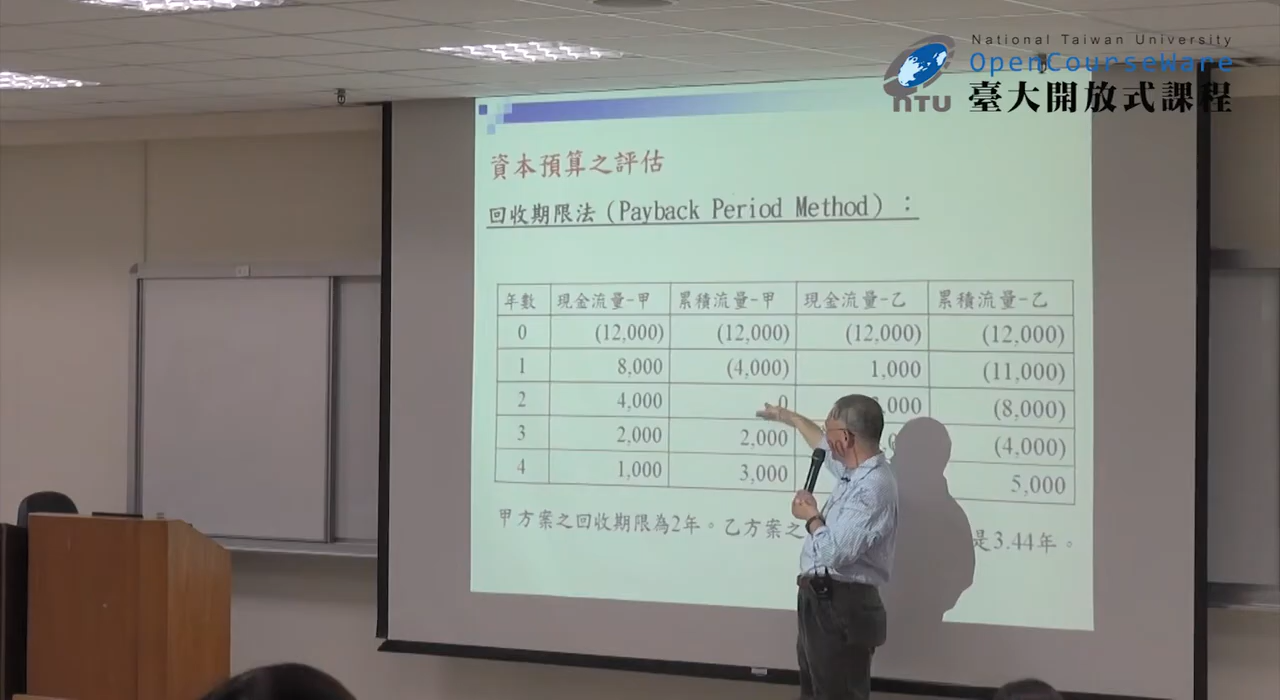 National Taiwan University
OpenCourseWare
NTU 臺大開放式課程
資本預算之評估
回收期限法(Payback Period Method):
年數 現金流量-甲 累積流量-甲 現金流量-乙 累積流量-乙
0 (12,000) (12,000) (12,000) (12,000)
1 8,000 (4,000) 1,000 (11,000)
2 4,000 0 ,000 (8,000)
3 2,000 2,000 (4,000)
4 1,000 3,000 5,000
甲方案之回收期限為2年。乙方案之 是3.44年。